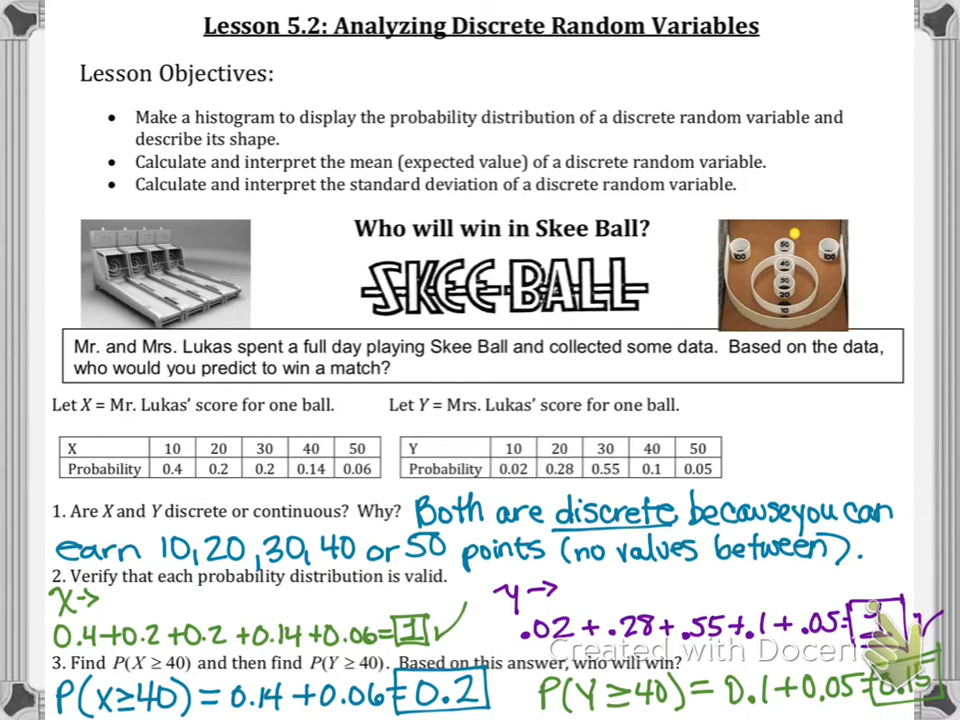 Lesson 5.2: Analyzing Discrete Random Variables
Lesson Objectives:
• Make a histogram to display the probability distribution of a discrete random variable and
describe its shape.
• Calculate and interpret the mean (expected value) of a discrete random variable.
• Calculate and interpret the standard deviation of a discrete random variable.
Who will win in Skee Ball?
SKEE-BALL
100 50 100
40
30
20
10
Mr. and Mrs. Lukas spent a full day playing Skee Ball and collected some data. Based on the data,
who would you predict to win a match?
Let X = Mr. Lukas' score for one ball. Let Y = Mrs. Lukas' score for one ball.
X 10 20 30 40 50 Y 10 20 30 40 50
Probability 0.4 0.2 0.2 0.14 0.06 Probability 0.02 0.28 0.55 0.1 0.05
1. Are X and Y discrete or continuous? Why? Both are discrete because you can
earn 10, 20, 30, 40 or 50 points (no values between).
2. Verify that each probability distribution is valid.
X→ Y→
0.4+0.2+0.2+0.14+0.06=1✓ .02+.28+.55+.1+.05= ✓
Created with Doceri
3. Find P(X ≥ 40) and then find P(Y ≥ 40). Based on this answer, who will win?
P(X≥40)=0.14+0.06=0.2 P(Y≥40)=0.1+0.05=0.15